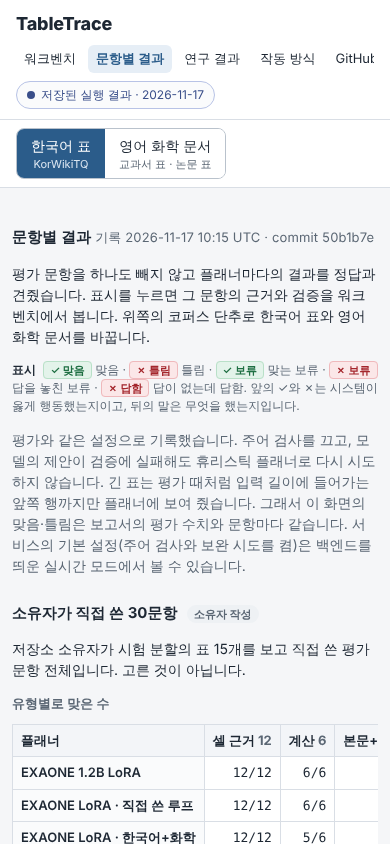 TableTrace
워크벤치 문항별 결과 연구 결과 작동 방식 GitHub
저장된 실행 결과 · 2026-11-17
한국어 표
KorWikiTQ
영어 화학 문서
교과서 표 · 논문 표
문항별 결과 기록 2026-11-17 10:15 UTC · commit 50b1b7e
평가 문항을 하나도 빼지 않고 플래너마다의 결과를 정답과
견줬습니다. 표시를 누르면 그 문항의 근거와 검증을 워크
벤치에서 봅니다. 위쪽의 코퍼스 단추로 한국어 표와 영어
화학 문서를 바꿉니다.
표시 ✓ 맞음 맞음 · ✕ 틀림 틀림 · ✓ 보류 맞는 보류 · ✕ 보류
답을 놓친 보류 · ✕ 답함 답이 없는데 답함. 앞의 ✓와 ✕는 시스템이
옳게 행동했는지이고, 뒤의 말은 무엇을 했는지입니다.
평가와 같은 설정으로 기록했습니다. 주어 검사를 끄고, 모
델의 제안이 검증에 실패해도 휴리스틱 플래너로 다시 시도
하지 않습니다. 긴 표는 평가 때처럼 입력 길이에 들어가는
앞쪽 행까지만 플래너에 보여 줬습니다. 그래서 이 화면의
맞음·틀림은 보고서의 평가 수치와 문항마다 같습니다. 서
비스의 기본 설정(주어 검사와 보완 시도를 켬)은 백엔드를
띄운 실시간 모드에서 볼 수 있습니다.
소유자가 직접 쓴 30문항 소유자 작성
저장소 소유자가 시험 분할의 표 15개를 보고 직접 쓴 평가
문항 전체입니다. 고른 것이 아닙니다.
유형별로 맞은 수
플래너 셀 근거 12 계산 6 본문+
EXAONE 1.2B LoRA 12/12 6/6
EXAONE LoRA · 직접 쓴 루프 12/12 6/6
EXAONE LoRA · 한국어+화학 12/12 5/6